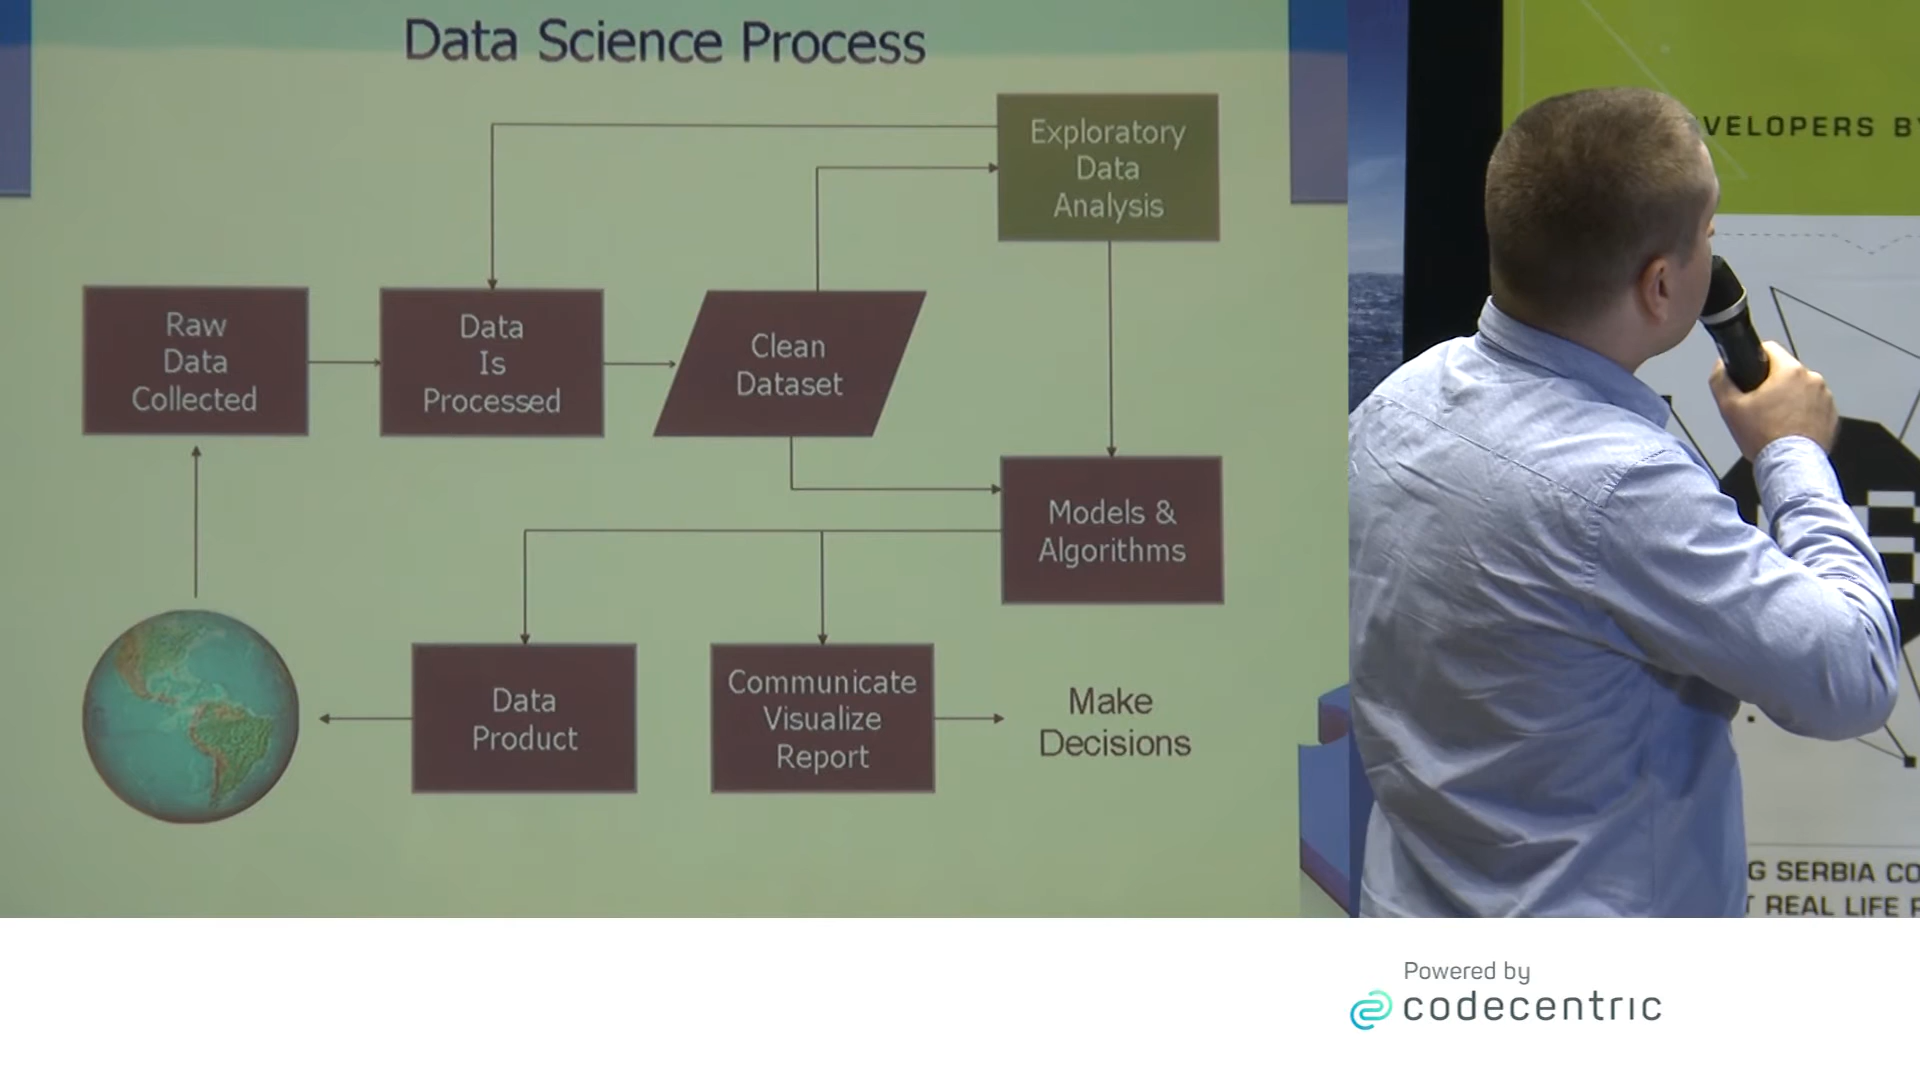 Data Science Process
Exploratory
Data
Analysis
Raw
Data
Collected
Data
Is
Processed
Clean
Dataset
Models &
Algorithms
Data
Product
Communicate
Visualize
Report
Make
Decisions
VELOPERS BY
G SERBIA CO
T REAL LIFE
Powered by
codecentric